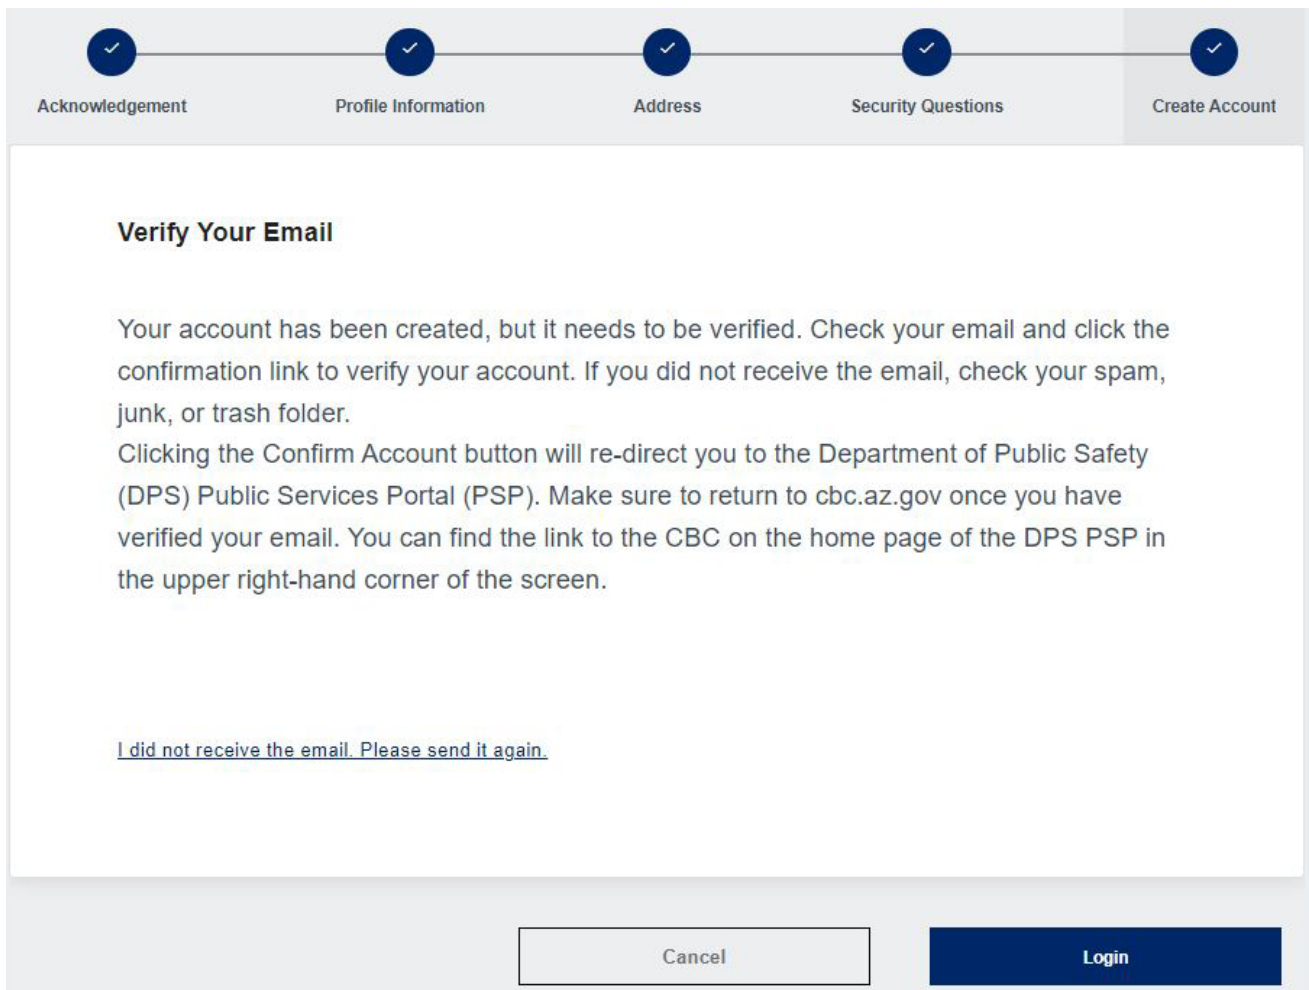 Acknowledgement
Profile Information
Address
Security Questions
Create Account
Verify Your Email
Your account has been created, but it needs to be verified. Check your email and click the
confirmation link to verify your account. If you did not receive the email, check your spam,
junk, or trash folder.
Clicking the Confirm Account button will re-direct you to the Department of Public Safety
(DPS) Public Services Portal (PSP). Make sure to return to cbc.az.gov once you have
verified your email. You can find the link to the CBC on the home page of the DPS PSP in
the upper right-hand corner of the screen.
I did not receive the email. Please send it again.
Cancel
Login